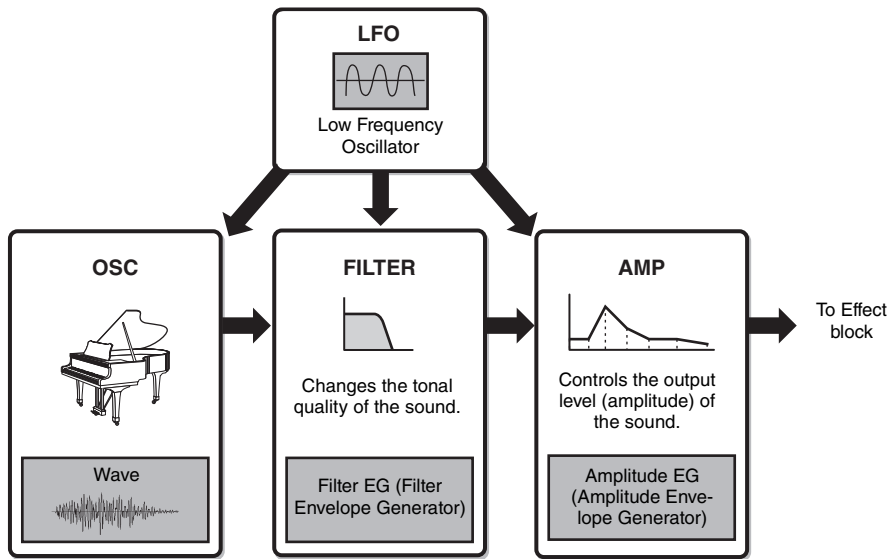 LFO
Low Frequency
Oscillator
OSC
Wave
FILTER
Changes the tonal
quality of the sound.
Filter EG (Filter
Envelope Generator)
AMP
Controls the output
level (amplitude) of
the sound.
Amplitude EG
(Amplitude Enve-
lope Generator)
To Effect
block